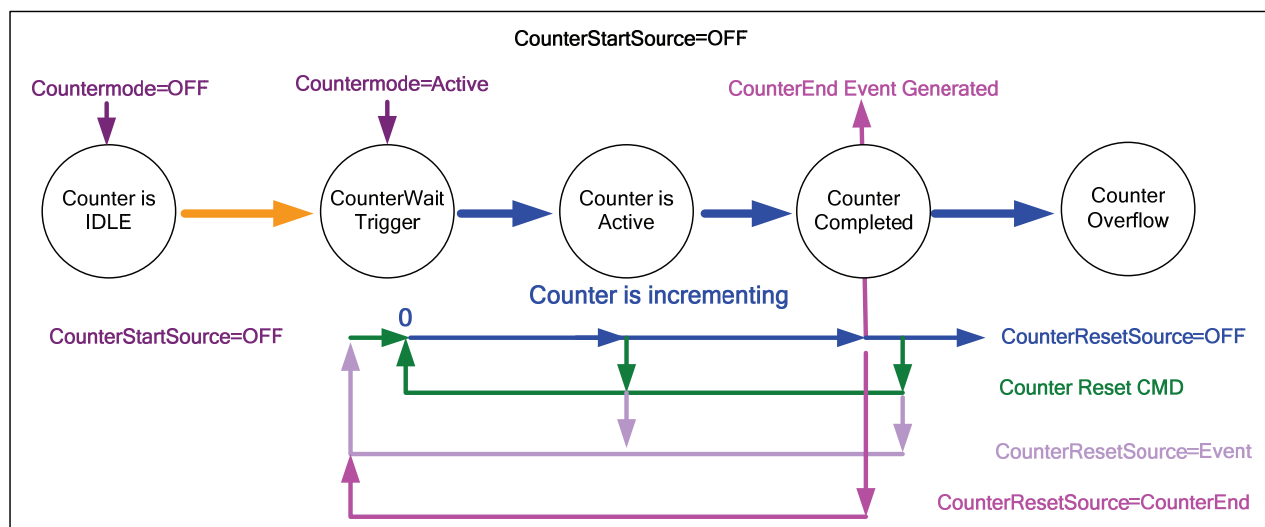 CounterStartSource=OFF
Countermode=OFF
Countermode=Active
CounterEnd Event Generated
Counter is
IDLE
CounterWait
Trigger
Counter is
Active
Counter
Completed
Counter
Overflow
Counter is incrementing
CounterStartSource=OFF
0
CounterResetSource=OFF
Counter Reset CMD
CounterResetSource=Event
CounterResetSource=CounterEnd